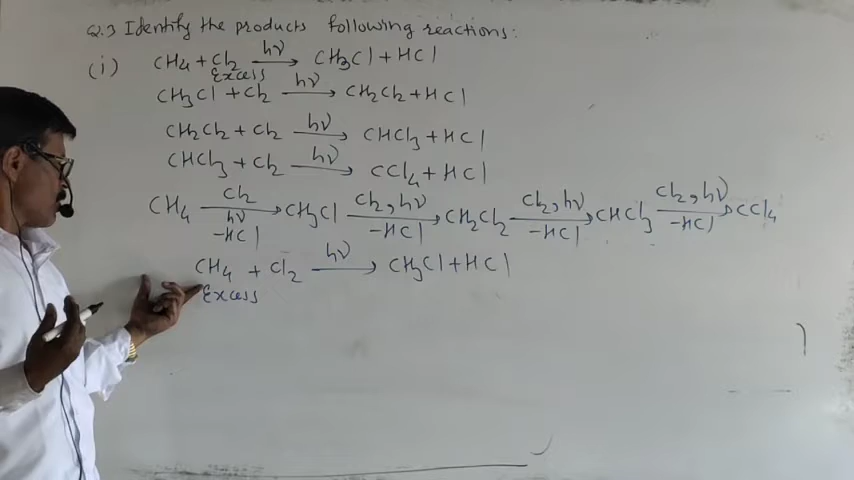 Q.3 Identify the products following reactions:
(i) CH₄ + Cl₂ hν → CH₃Cl + HCl
Excess
CH₃Cl + Cl₂ hν → CH₂Cl₂ + HCl
CH₂Cl₂ + Cl₂ hν → CHCl₃ + HCl
CHCl₃ + Cl₂ hν → CCl₄ + HCl
CH₄ Cl₂ hν -HCl → CH₃Cl Cl₂, hν -HCl → CH₂Cl₂ Cl₂, hν -HCl → CHCl₃ Cl₂, hν -HCl → CCl₄
CH₄ + Cl₂ hν → CH₃Cl + HCl
Excess